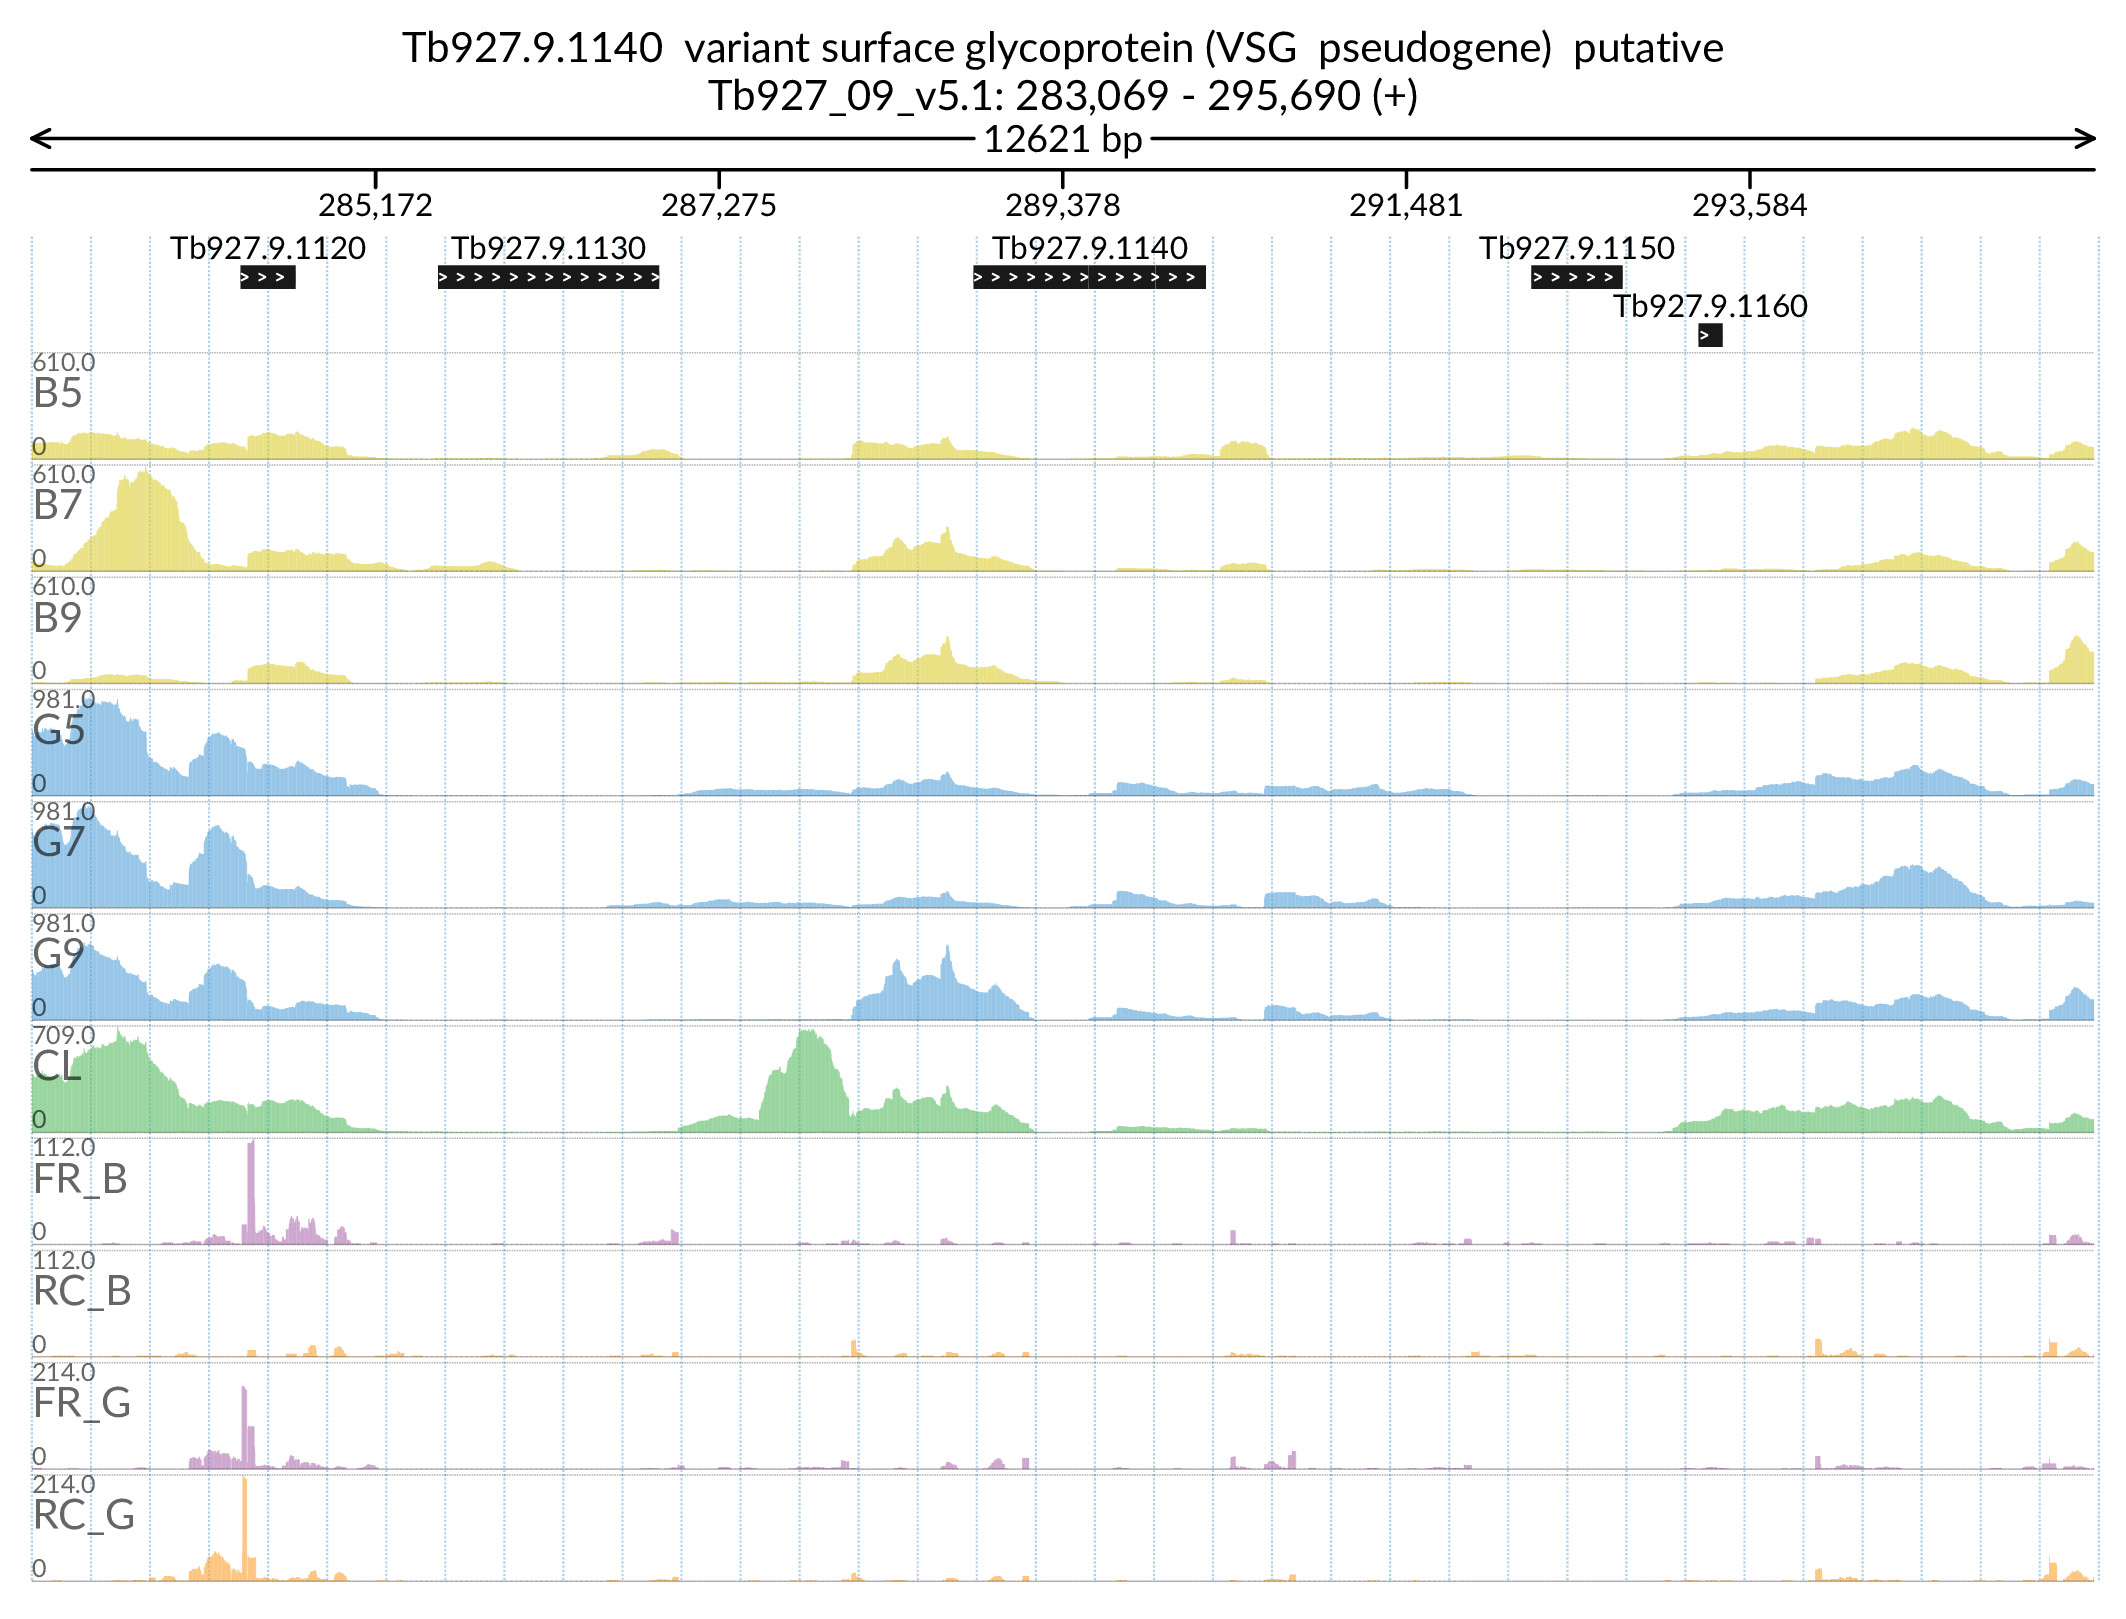 Tb927.9.1140 variant surface glycoprotein (VSG pseudogene) putative
Tb927_09_v5.1: 283,069 - 295,690 (+)
12621 bp
285,172 287,275 289,378 291,481 293,584
Tb927.9.1120 Tb927.9.1130 Tb927.9.1140 Tb927.9.1150
Tb927.9.1160
610.0
B5
0
610.0
B7
0
610.0
B9
0
981.0
G5
0
981.0
G7
0
981.0
G9
0
709.0
CL
0
112.0
FR_B
0
112.0
RC_B
0
214.0
FR_G
0
214.0
RC_G
0